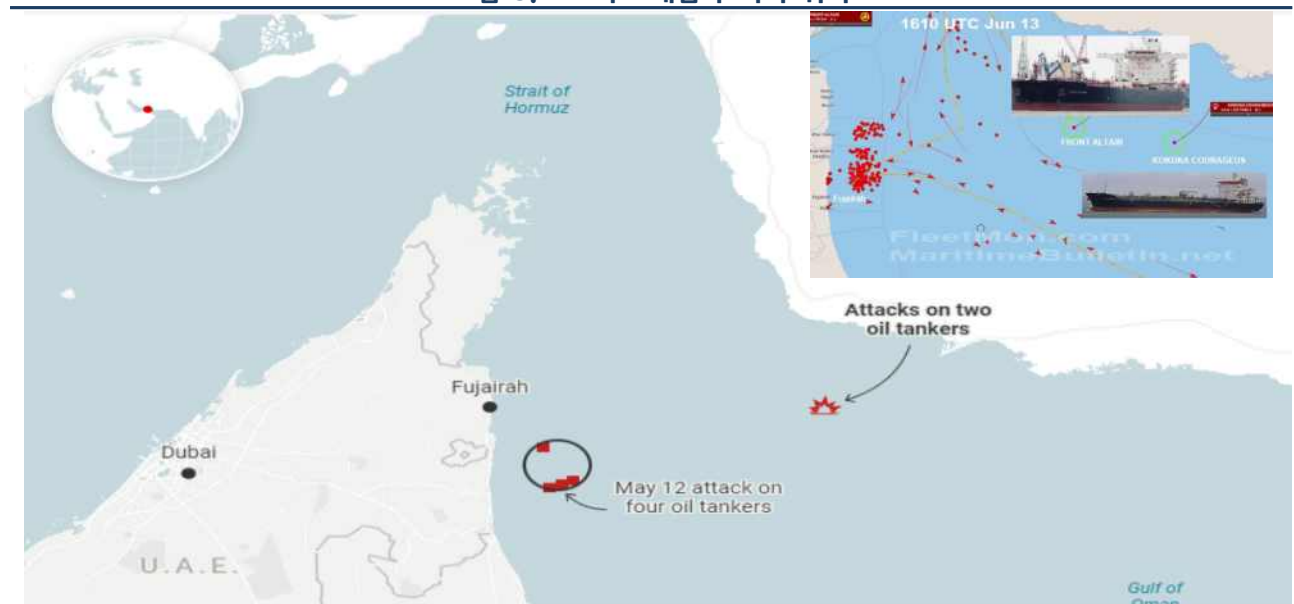 1610 UTC Jun 13
FRONT ALTAIR
KOKUKA COURAGEOUS
Fujairah
FleetMon.com
MaritimeBulletin.net
Strait of
Hormuz
Attacks on two
oil tankers
Fujairah
Dubai
May 12 attack on
four oil tankers
U.A.E.
Gulf of
Oman